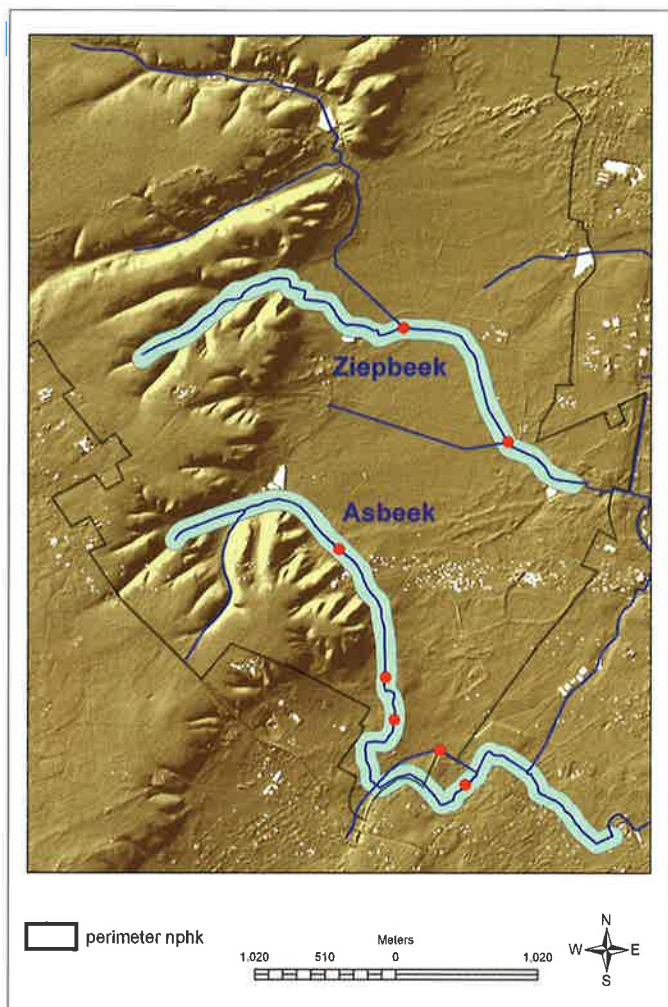 Ziepbeek
Asbeek
perimeter nphk
Meters
1,020 510 0 1,020
N
W E
S